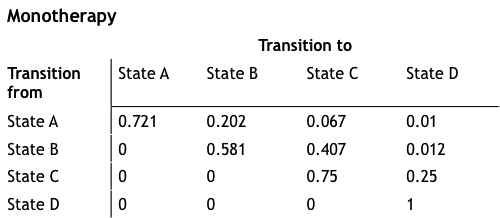 Monotherapy
Transition to
Transition from State A State B State C State D
State A 0.721 0.202 0.067 0.01
State B 0 0.581 0.407 0.012
State C 0 0 0.75 0.25
State D 0 0 0 1